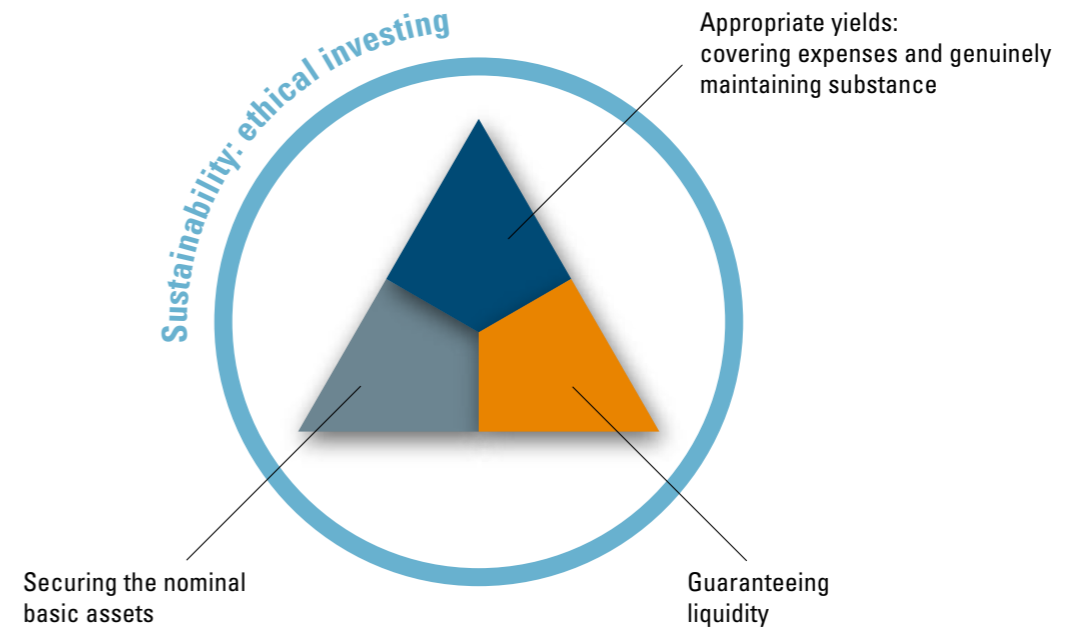 Sustainability: ethical investing
Appropriate yields:
covering expenses and genuinely
maintaining substance
Securing the nominal
basic assets
Guaranteeing
liquidity